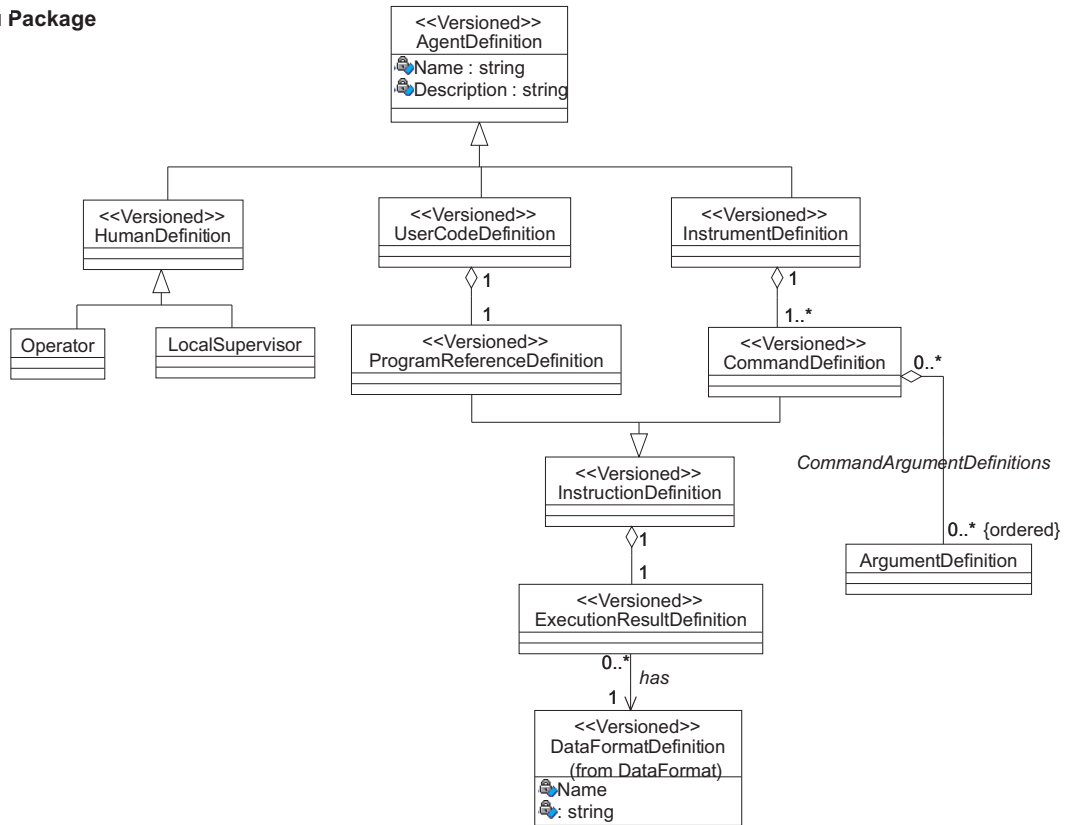 Package
<<Versioned>>
AgentDefinition
Name : string
Description : string
<<Versioned>>
HumanDefinition
<<Versioned>>
UserCodeDefinition
<<Versioned>>
InstrumentDefinition
1
1
1
1..*
Operator
LocalSupervisor
<<Versioned>>
ProgramReferenceDefinition
<<Versioned>>
CommandDefinition
0..*
CommandArgumentDefinitions
<<Versioned>>
InstructionDefinition
0..* {ordered}
ArgumentDefinition
1
1
<<Versioned>>
ExecutionResultDefinition
0..*
has
1
<<Versioned>>
DataFormatDefinition
(from DataFormat)
Name
: string